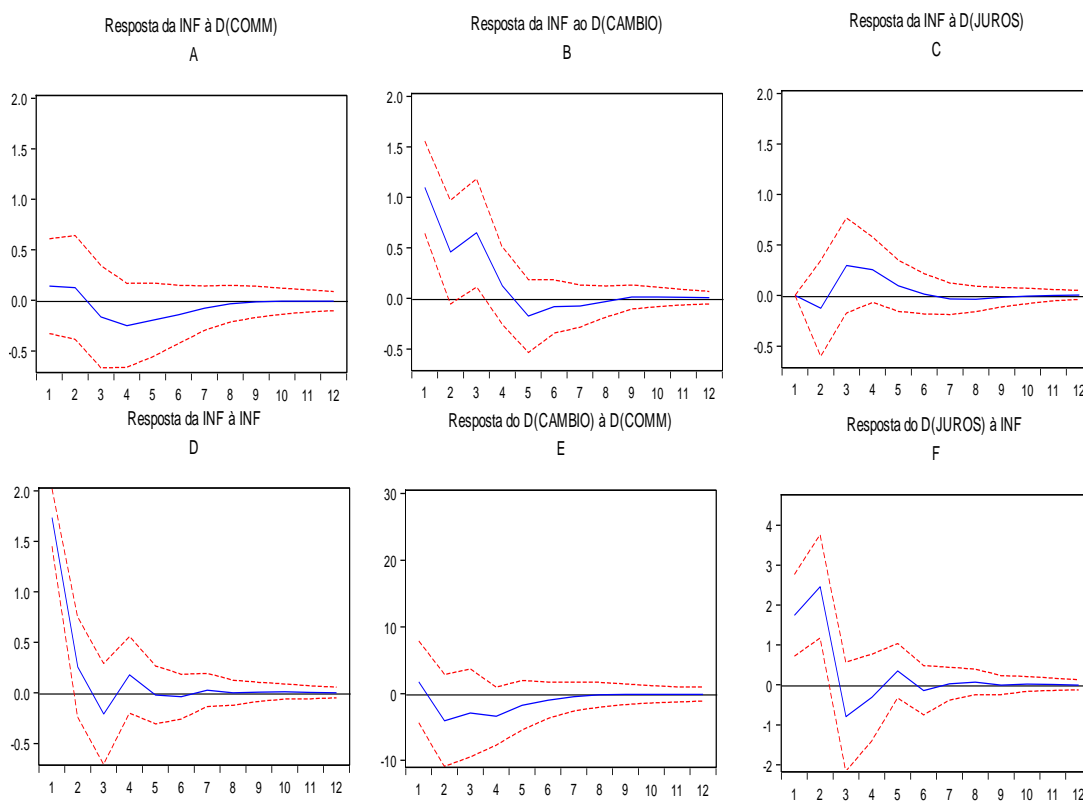 Resposta da INF à D(COMM)
A
2.0
1.5
1.0
0.5
0.0
-0.5
1 2 3 4 5 6 7 8 9 10 11 12
Resposta da INF ao D(CAMBIO)
B
2.0
1.5
1.0
0.5
0.0
-0.5
1 2 3 4 5 6 7 8 9 10 11 12
Resposta da INF à D(JUROS)
C
2.0
1.5
1.0
0.5
0.0
-0.5
1 2 3 4 5 6 7 8 9 10 11 12
Resposta da INF à INF
D
2.0
1.5
1.0
0.5
0.0
-0.5
1 2 3 4 5 6 7 8 9 10 11 12
Resposta do D(CAMBIO) à D(COMM)
E
30
20
10
0
-10
1 2 3 4 5 6 7 8 9 10 11 12
Resposta do D(JUROS) à INF
F
4
3
2
1
0
-1
-2
1 2 3 4 5 6 7 8 9 10 11 12